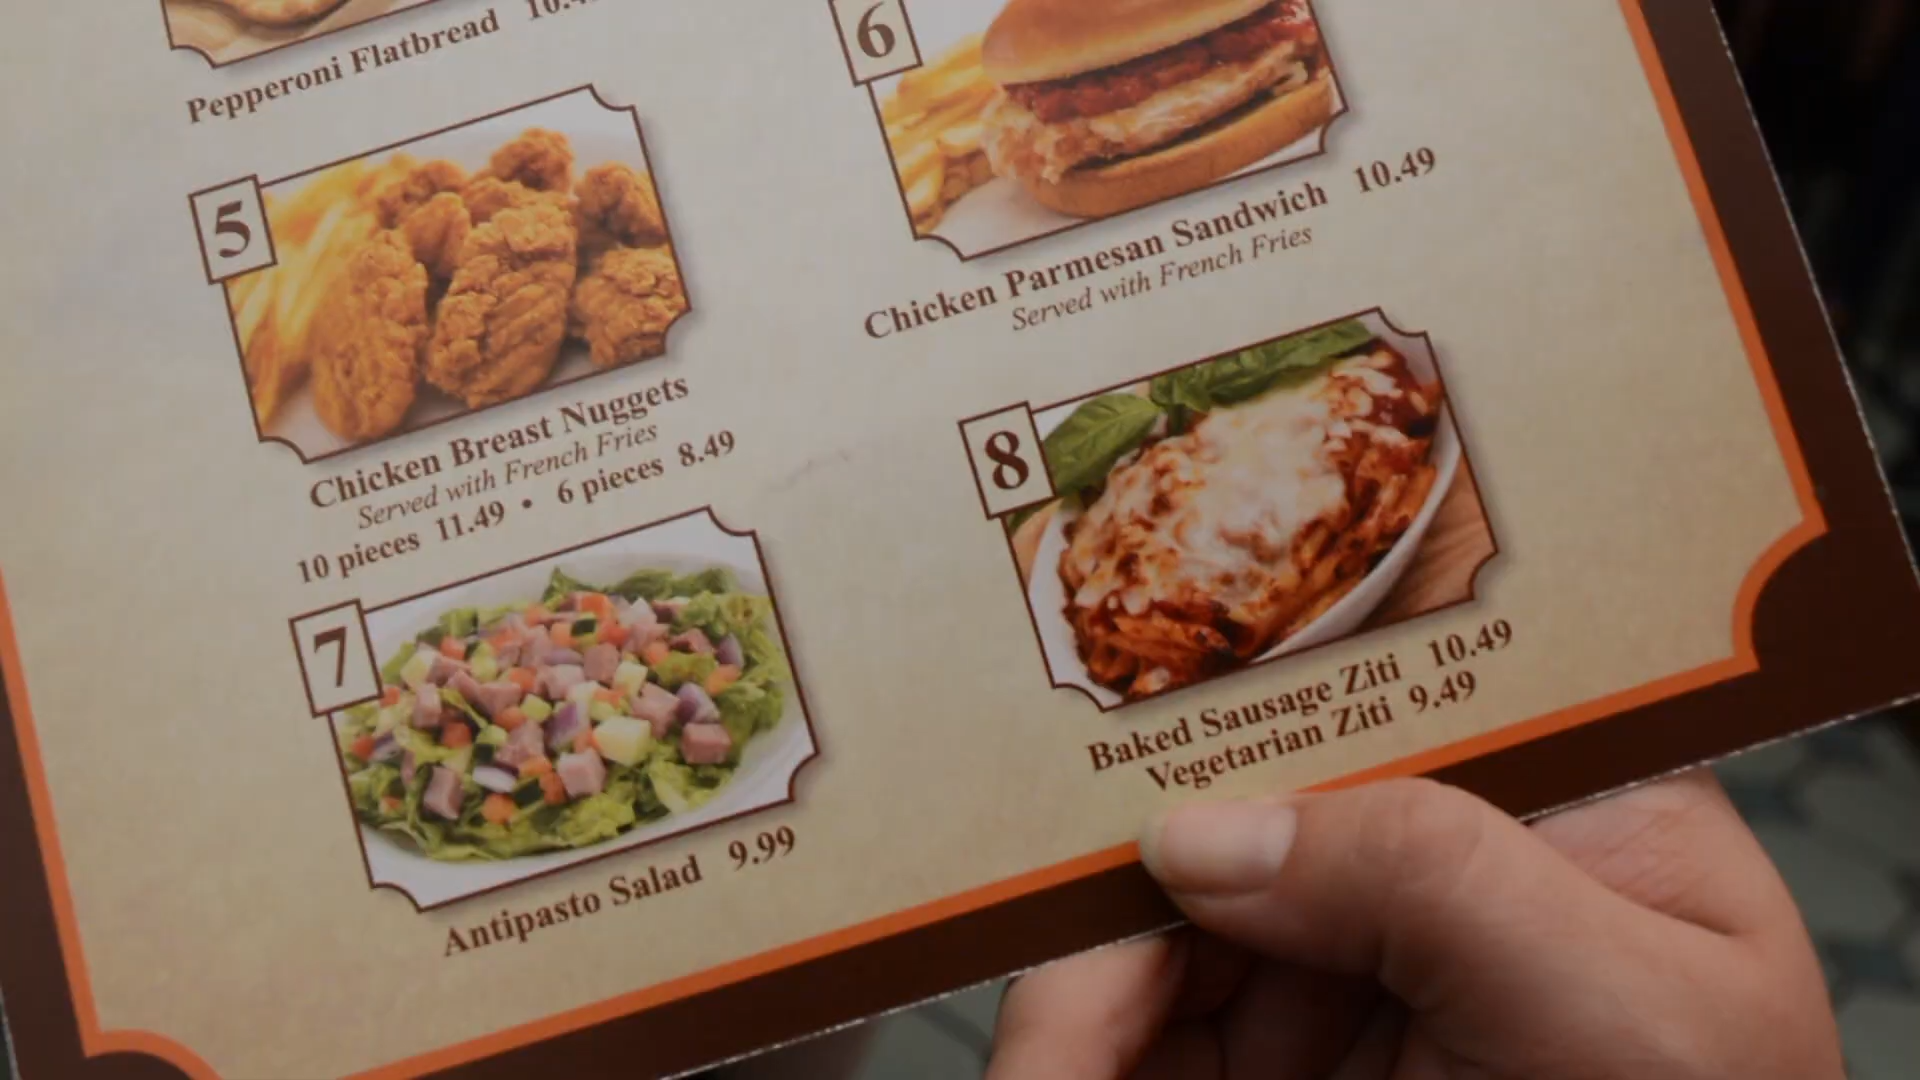 Pepperoni Flatbread
5
Chicken Breast Nuggets
Served with French Fries
10 pieces 11.49 • 6 pieces 8.49
6
Chicken Parmesan Sandwich 10.49
Served with French Fries
7
Antipasto Salad 9.99
8
Baked Sausage Ziti 10.49
Vegetarian Ziti 9.49